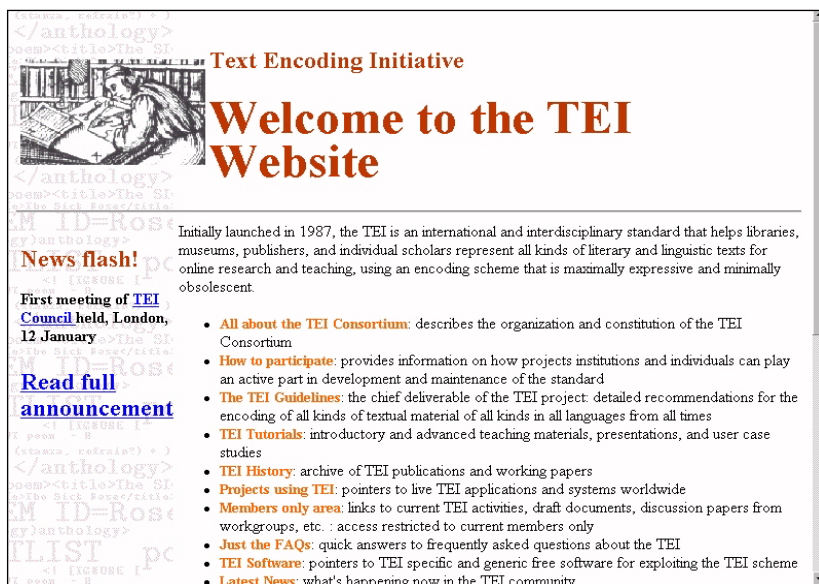 Text Encoding Initiative
Welcome to the TEI
Website
News flash!
First meeting of TEI
Council held, London,
12 January
Read full
announcement
Initially launched in 1987, the TEI is an international and interdisciplinary standard that helps libraries,
museums, publishers, and individual scholars represent all kinds of literary and linguistic texts for
online research and teaching, using an encoding scheme that is maximally expressive and minimally
obsolescent.
All about the TEI Consortium: describes the organization and constitution of the TEI
Consortium
How to participate: provides information on how projects institutions and individuals can play
an active part in development and maintenance of the standard
The TEI Guidelines: the chief deliverable of the TEI project: detailed recommendations for the
encoding of all kinds of textual material of all kinds in all languages from all times
TEI Tutorials: introductory and advanced teaching materials, presentations, and user case
studies
TEI History: archive of TEI publications and working papers
Projects using TEI: pointers to live TEI applications and systems worldwide
Members only area: links to current TEI activities, draft documents, discussion papers from
workgroups, etc. : access restricted to current members only
Just the FAQs: quick answers to frequently asked questions about the TEI
TEI Software: pointers to TEI specific and generic free software for exploiting the TEI scheme
Latest News: what's happening now in the TEI community